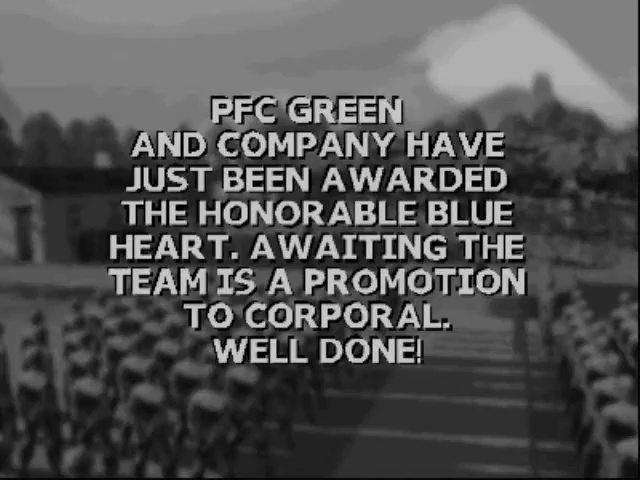 PFC GREEN
AND COMPANY HAVE
JUST BEEN AWARDED
THE HONORABLE BLUE
HEART. AWAITING THE
TEAM IS A PROMOTION
TO CORPORAL.
WELL DONE!